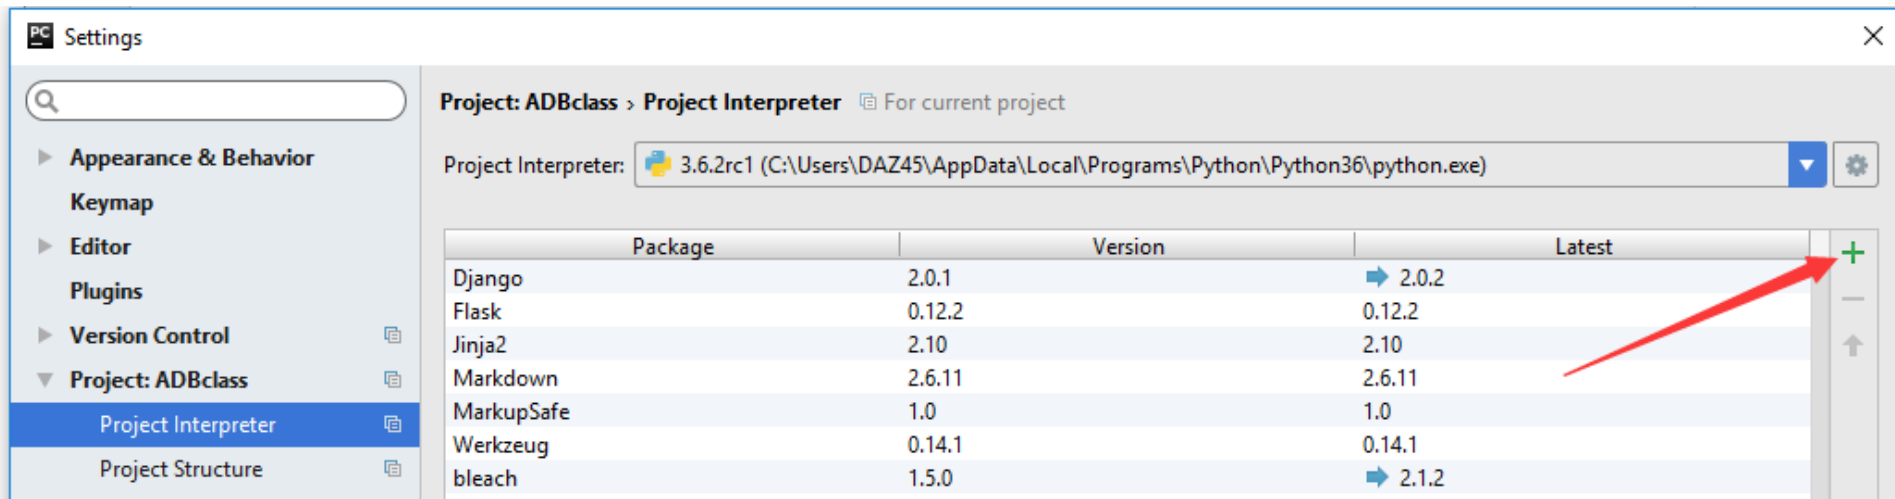 PC Settings
Project: ADBclass › Project Interpreter For current project
Appearance & Behavior
Project Interpreter: 3.6.2rc1 (C:\Users\DAZ45\AppData\Local\Programs\Python\Python36\python.exe)
Keymap
Editor
Plugins
Version Control
Project: ADBclass
Project Interpreter
Project Structure
Package Version Latest
Django 2.0.1 2.0.2
Flask 0.12.2 0.12.2
Jinja2 2.10 2.10
Markdown 2.6.11 2.6.11
MarkupSafe 1.0 1.0
Werkzeug 0.14.1 0.14.1
bleach 1.5.0 2.1.2